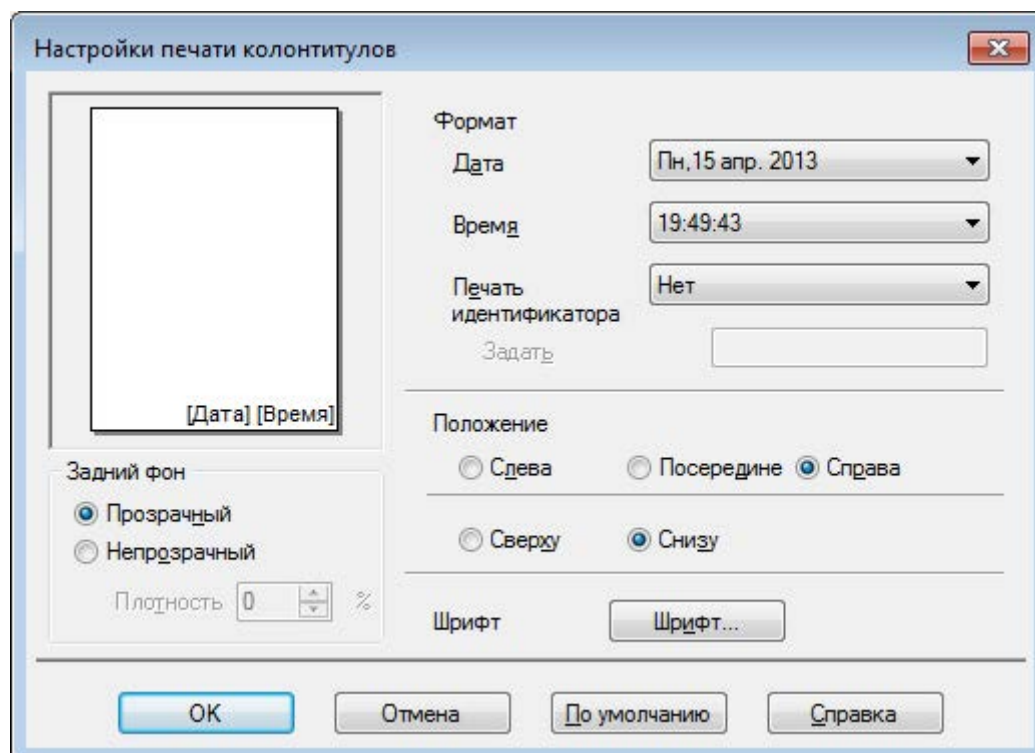 Настройки печати колонтитулов
[Дата] [Время]
Задний фон
Прозрачный
Непрозрачный
Плотность 0 %
Формат
Дата Пн,15 апр. 2013
Время 19:49:43
Печать Нет
идентификатора
Задать
Положение
Слева Посередине Справа
Сверху Снизу
Шрифт Шрифт...
OK Отмена По умолчанию Справка